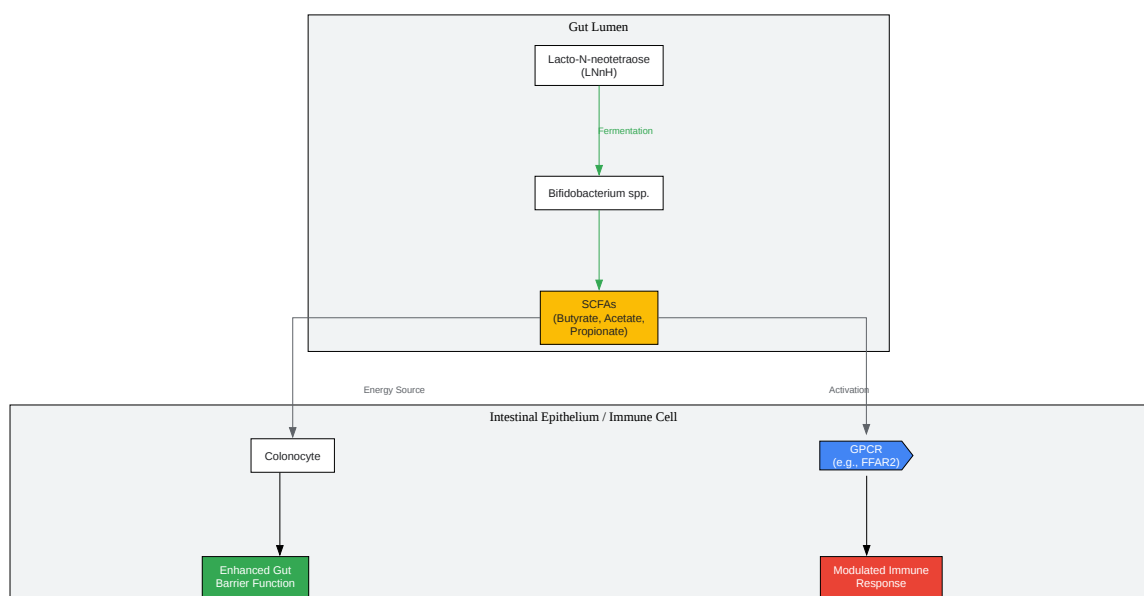 Gut Lumen
Lacto-N-neotetraose
(LNnH)
Fermentation
Bifidobacterium spp.
SCFAs
(Butyrate, Acetate,
Propionate)
Energy Source
Activation
Intestinal Epithelium / Immune Cell
Colonocyte
GPCR
(e.g., FFAR2)
Enhanced Gut
Barrier Function
Modulated Immune
Response